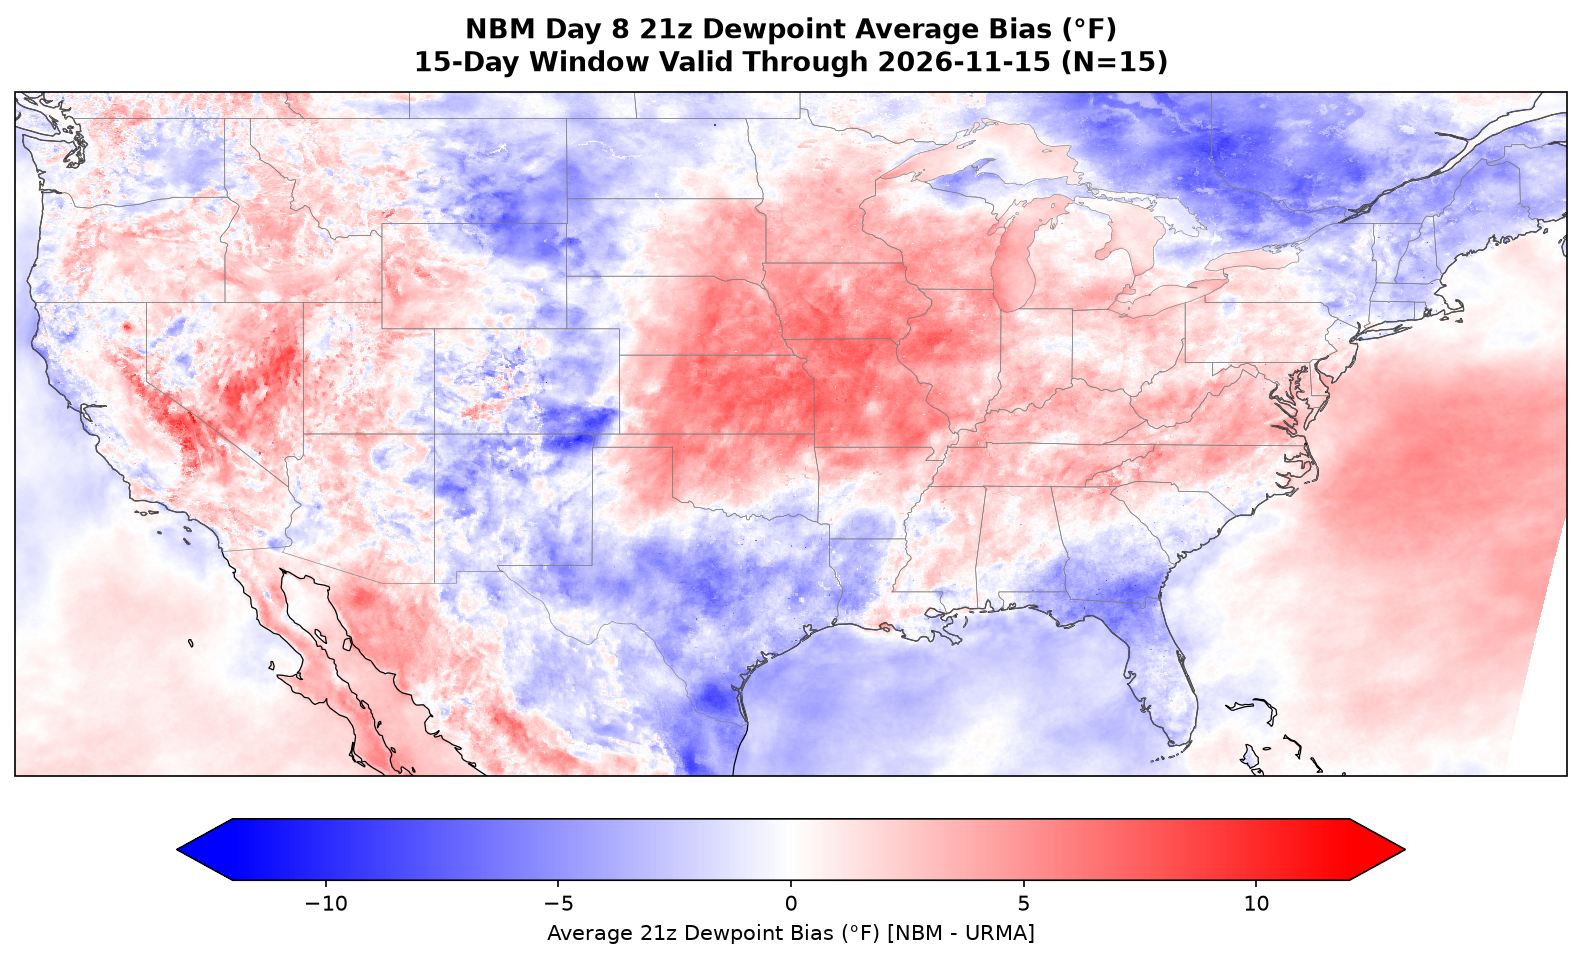 NBM Day 8 21z Dewpoint Average Bias (°F)
15-Day Window Valid Through 2026-11-15 (N=15)
−10 −5 0 5 10
Average 21z Dewpoint Bias (°F) [NBM - URMA]